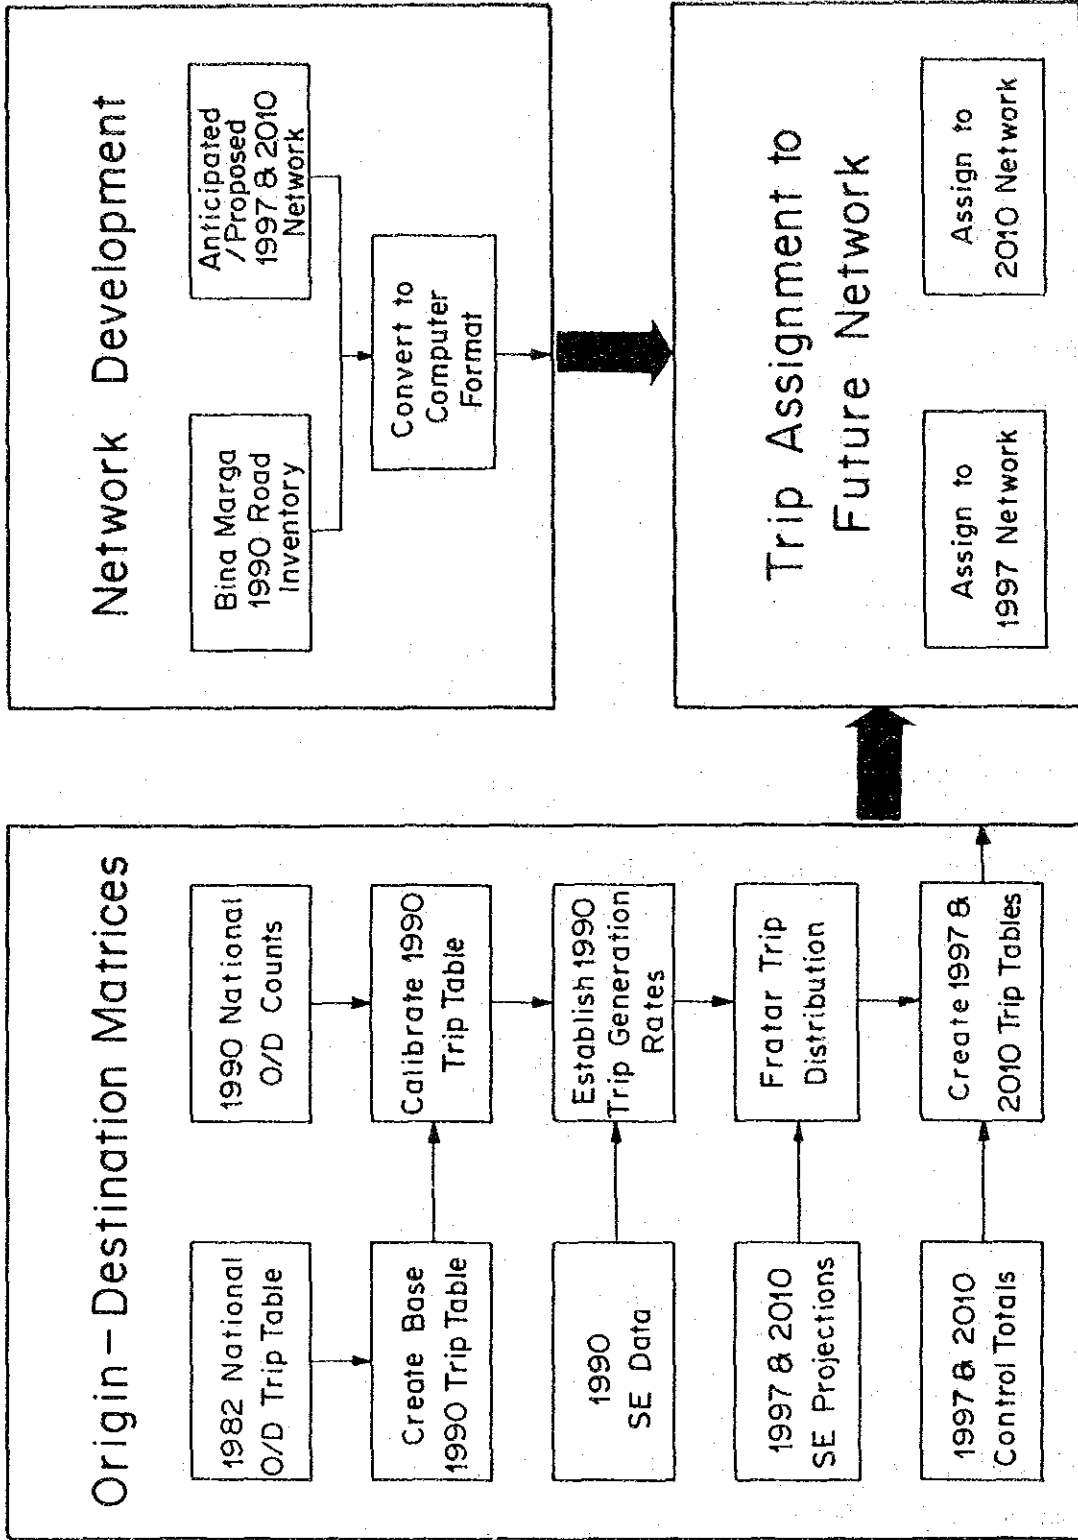 Origin-Destination Matrices
1982 National
O/D Trip Table
1990 National
O/D Counts
Create Base
1990 Trip Table
Calibrate 1990
Trip Table
1990
SE Data
Establish 1990
Trip Generation
Rates
1997 & 2010
SE Projections
Fratar Trip
Distribution
1997 & 2010
Control Totals
Create 1997 &
2010 Trip Tables
Network Development
Bina Marga
1990 Road
Inventory
Anticipated
/Proposed
1997 & 2010
Network
Convert to
Computer
Format
Trip Assignment to
Future Network
Assign to
1997 Network
Assign to
2010 Network